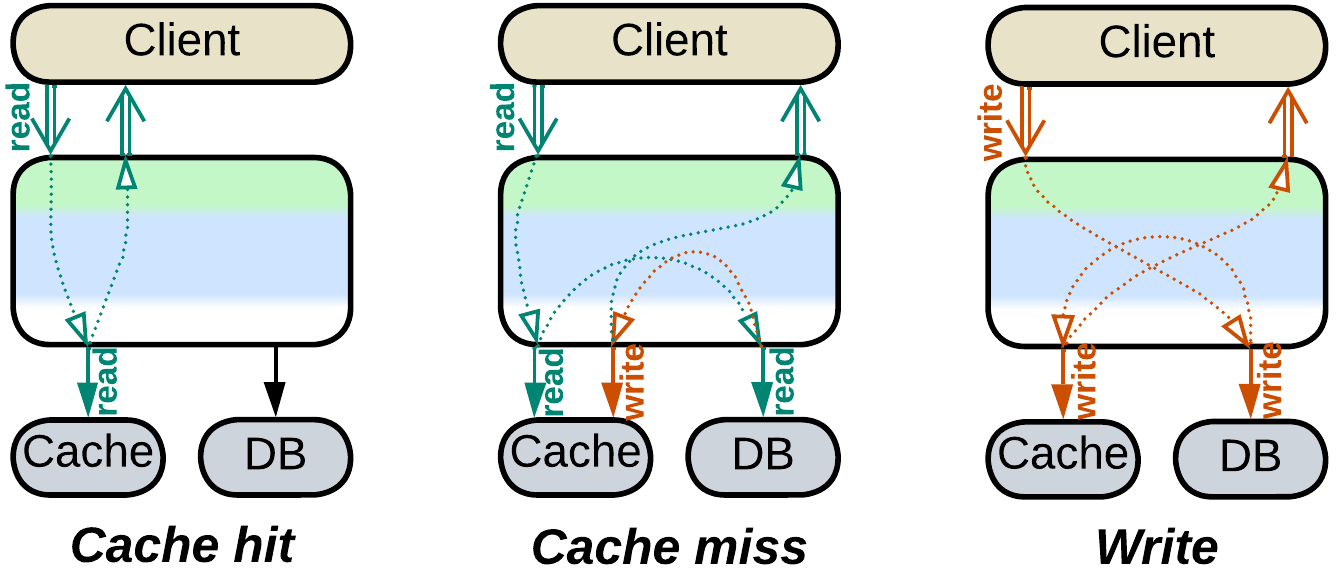 Client
Client
Client
read
read
write
read
read
write
read
write
write
Cache
DB
Cache
DB
Cache
DB
Cache hit
Cache miss
Write